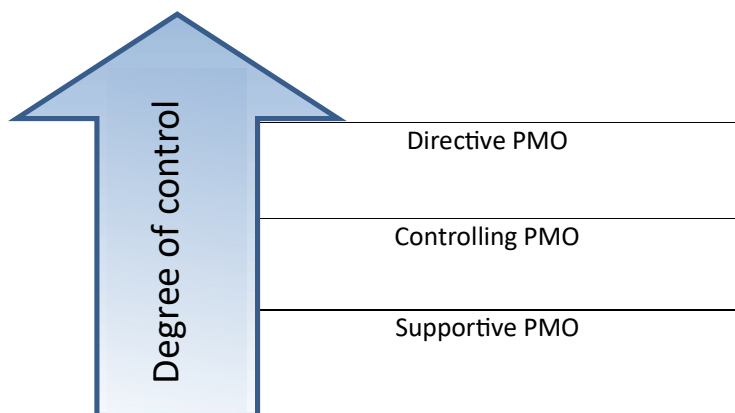 Degree of control
Directive PMO
Controlling PMO
Supportive PMO